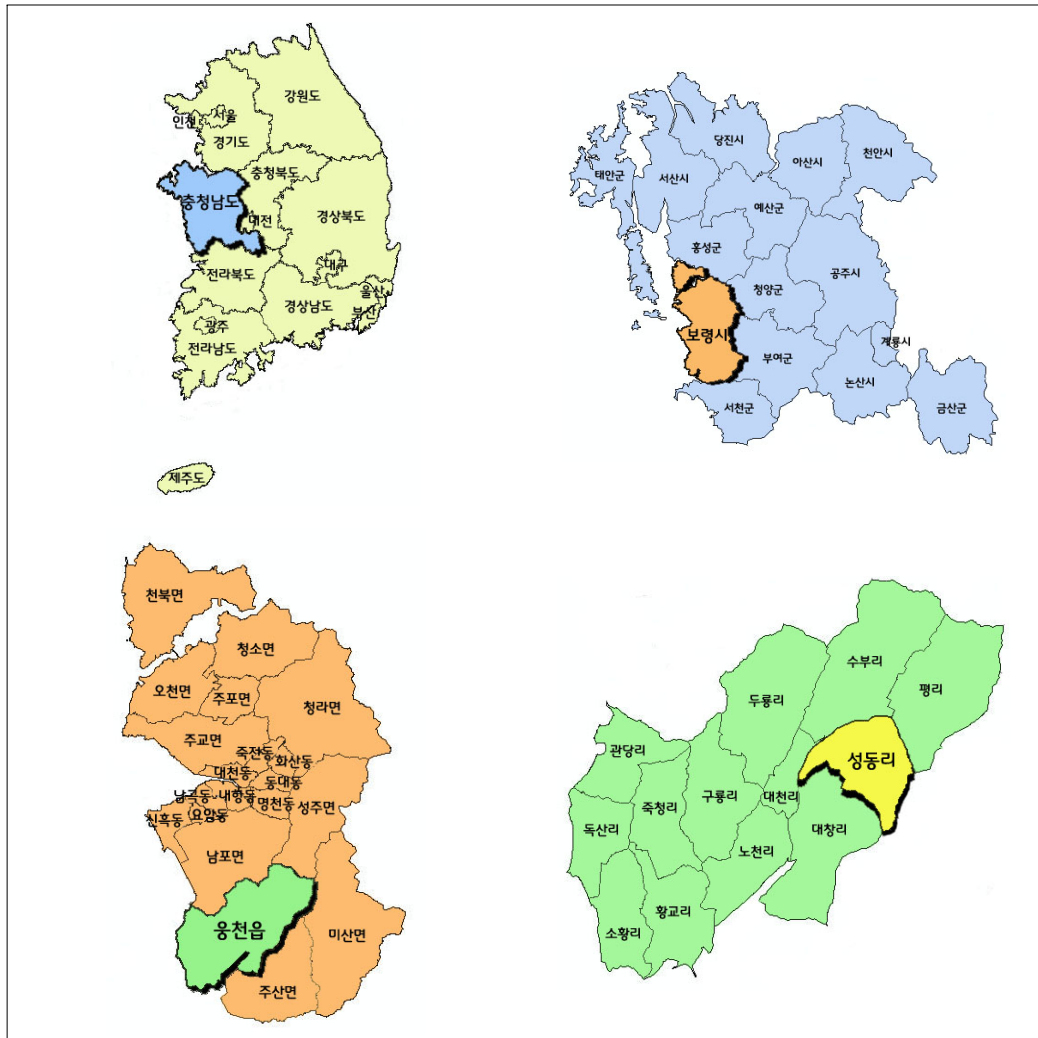 강원도
서울
인천
경기도
충청북도
충청남도
대전
경상북도
대구
전라북도
울산
경상남도
부산
광주
전라남도
제주도
당진시
천안시
아산시
태안군
서산시
예산군
홍성군
공주시
청양군
보령시
계룡시
부여군
논산시
서천군
금산군
천북면
청소면
오천면
주포면
청라면
주교면
죽전동
화산동
대천동
동대동
남곡동
내항동
명천동
성주면
신흑동
요암동
남포면
웅천읍
미산면
주산면
수부리
두룡리
평리
관당리
성동리
구룡리
대천리
죽청리
독산리
대창리
노천리
황교리
소황리